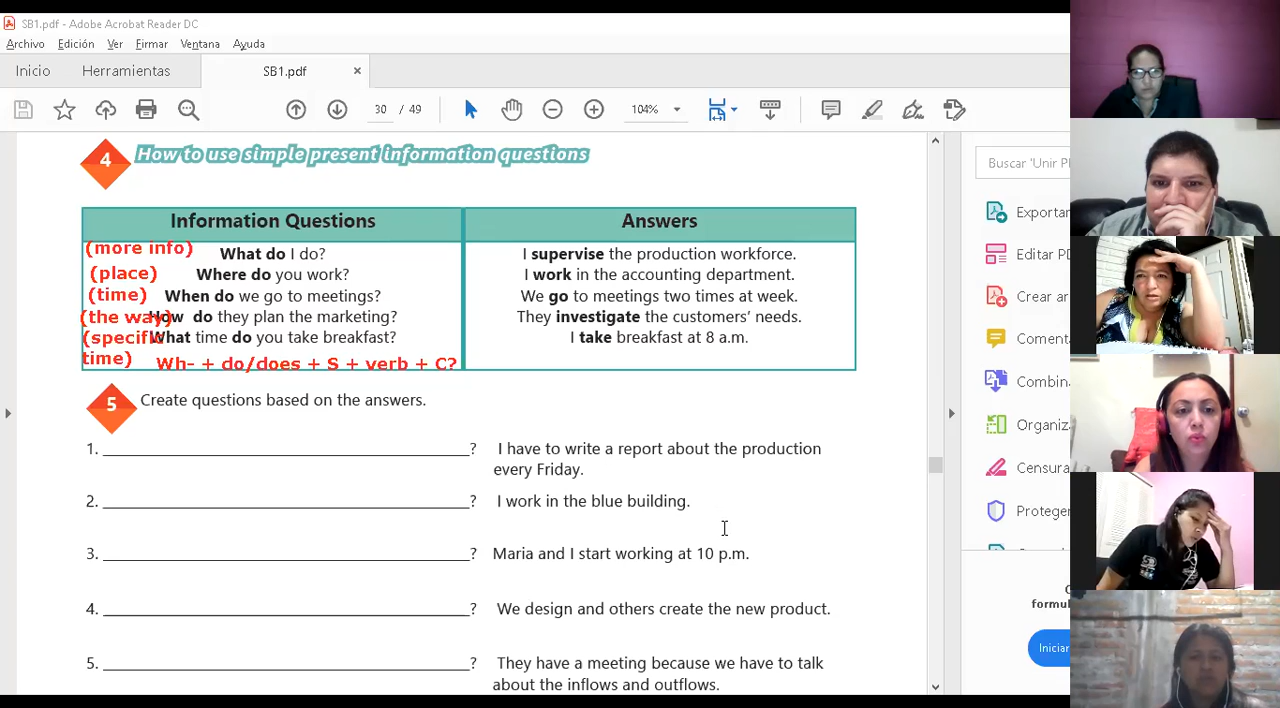 SB1.pdf - Adobe Acrobat Reader DC
Archivo Edición Ver Firmar Ventana Ayuda
Inicio Herramientas SB1.pdf ×
30 / 49 104%
4 How to use simple present information questions
Information Questions Answers
(more info) What do I do? I supervise the production workforce.
(place) Where do you work? I work in the accounting department.
(time) When do we go to meetings? We go to meetings two times at week.
(the way) How do they plan the marketing? They investigate the customers' needs.
(specific What time do you take breakfast? I take breakfast at 8 a.m.
time) Wh- + do/does + S + verb + C?
5 Create questions based on the answers.
1. ? I have to write a report about the production
every Friday.
2. ? I work in the blue building.
3. ? Maria and I start working at 10 p.m.
4. ? We design and others create the new product.
5. ? They have a meeting because we have to talk
about the inflows and outflows.
Buscar 'Unir P
Exportar
Editar PD
Crear ar
Coment
Combin
Organiz
Censura
Proteger
formul
Iniciar